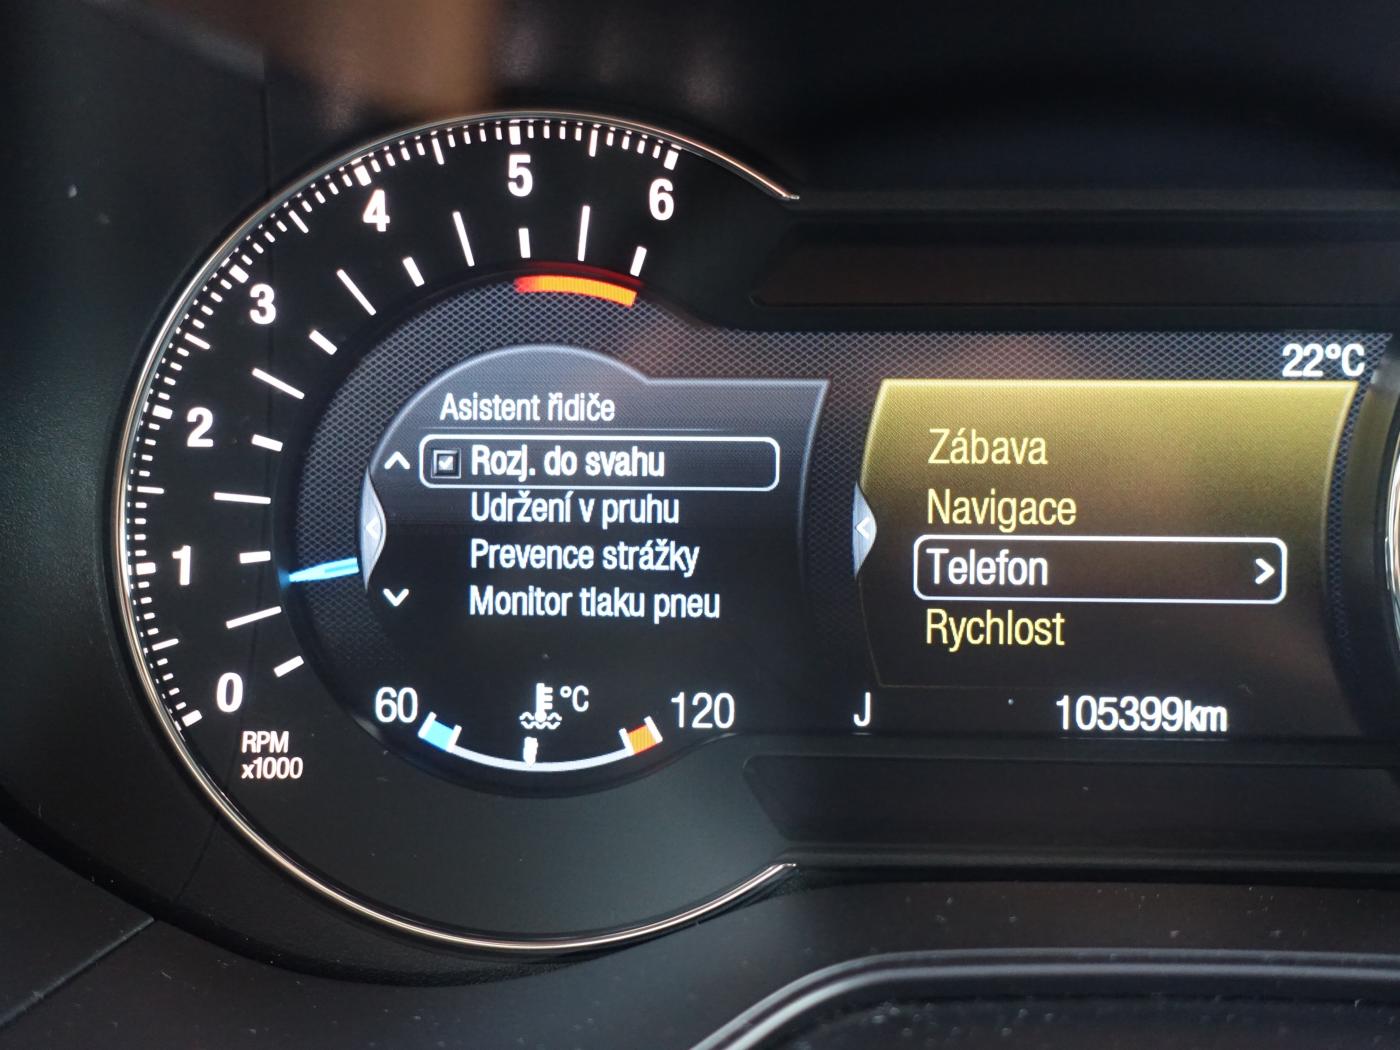 0
1
2
3
4
5
6
RPM
x1000
Asistent řidiče
Rozj. do svahu
Udržení v pruhu
Prevence strážky
Monitor tlaku pneu
60
°C
120
22°C
Zábava
Navigace
Telefon
Rychlost
J
105399km